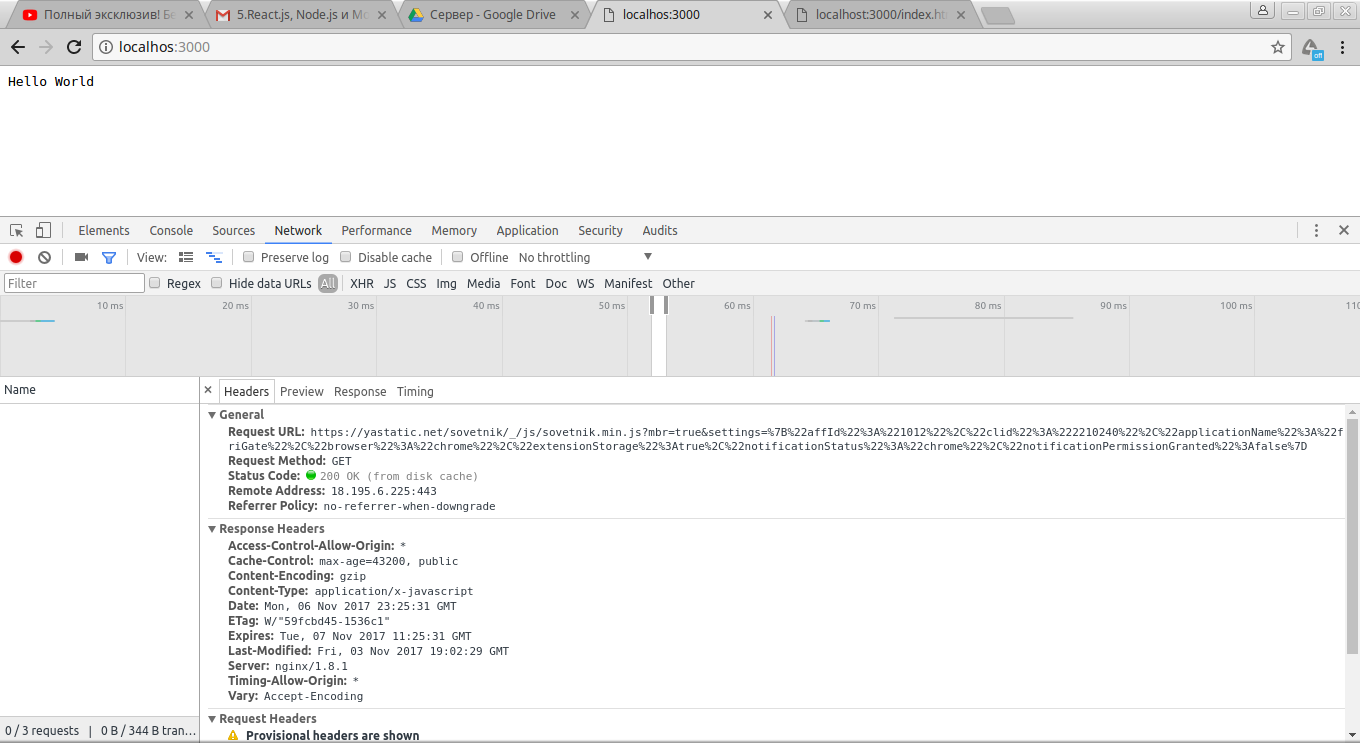 Полный эксклюзив! Бе
5.React.js, Node.js и Мо
Сервер - Google Drive
localhos:3000
localhost:3000/index.ht
localhos:3000
off
Hello World
Elements Console Sources Network Performance Memory Application Security Audits
View: Preserve log Disable cache Offline No throttling
Filter Regex Hide data URLs All XHR JS CSS Img Media Font Doc WS Manifest Other
10 ms 20 ms 30 ms 40 ms 50 ms 60 ms 70 ms 80 ms 90 ms 100 ms 110
Name
Headers Preview Response Timing
General
Request URL: https://yastatic.net/sovetnik/_/js/sovetnik.min.js?mbr=true&settings=%7B%22affId%22%3A%221012%22%2C%22clid%22%3A%222210240%22%2C%22applicationName%22%3A%22f
riGate%22%2C%22browser%22%3A%22chrome%22%2C%22extensionStorage%22%3Atrue%2C%22notificationStatus%22%3A%22chrome%22%2C%22notificationPermissionGranted%22%3Afalse%7D
Request Method: GET
Status Code: 200 OK (from disk cache)
Remote Address: 18.195.6.225:443
Referrer Policy: no-referrer-when-downgrade
Response Headers
Access-Control-Allow-Origin: *
Cache-Control: max-age=43200, public
Content-Encoding: gzip
Content-Type: application/x-javascript
Date: Mon, 06 Nov 2017 23:25:31 GMT
ETag: W/"59fcbd45-1536c1"
Expires: Tue, 07 Nov 2017 11:25:31 GMT
Last-Modified: Fri, 03 Nov 2017 19:02:29 GMT
Server: nginx/1.8.1
Timing-Allow-Origin: *
Vary: Accept-Encoding
Request Headers
Provisional headers are shown
0 / 3 requests | 0 B / 344 B tran...